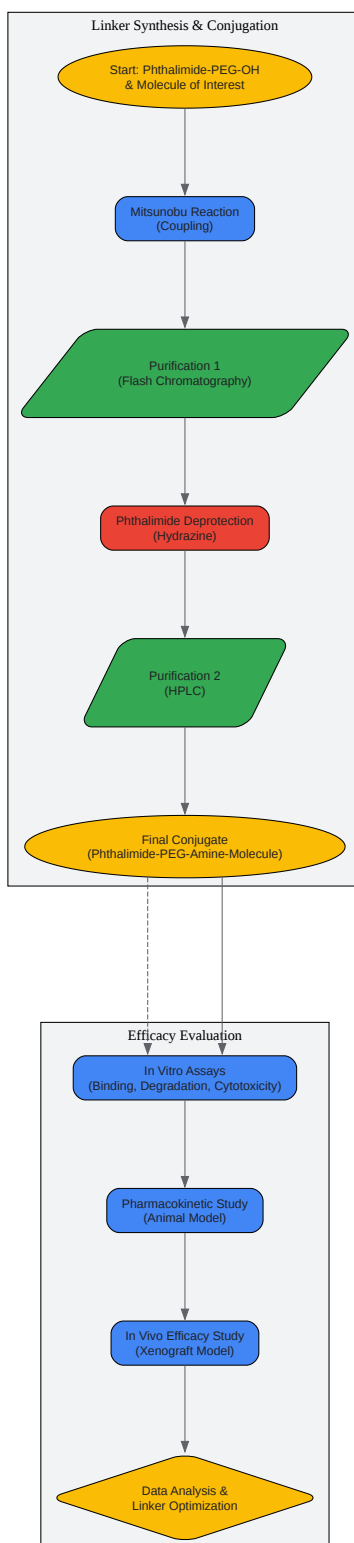 Linker Synthesis & Conjugation
Start: Phthalimide-PEG-OH
& Molecule of Interest
Mitsunobu Reaction
(Coupling)
Purification 1
(Flash Chromatography)
Phthalimide Deprotection
(Hydrazine)
Purification 2
(HPLC)
Final Conjugate
(Phthalimide-PEG-Amine-Molecule)
Efficacy Evaluation
In Vitro Assays
(Binding, Degradation, Cytotoxicity)
Pharmacokinetic Study
(Animal Model)
In Vivo Efficacy Study
(Xenograft Model)
Data Analysis &
Linker Optimization